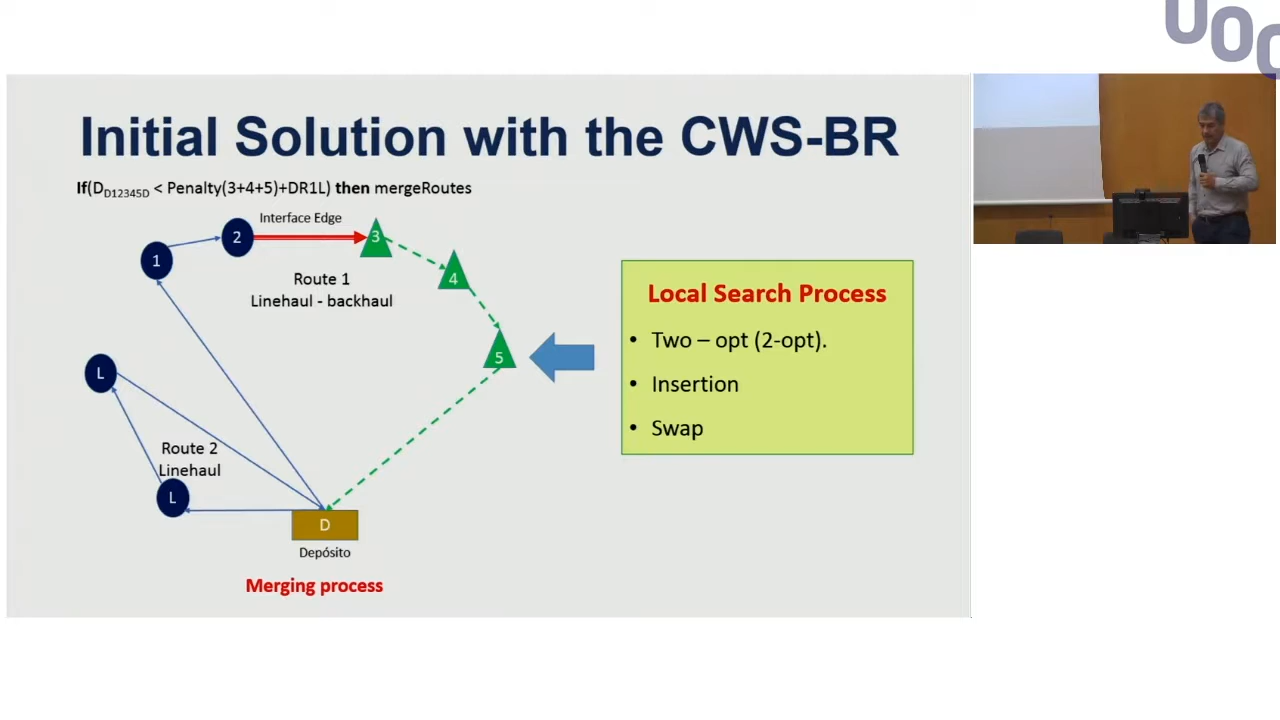 UOC
Initial Solution with the CWS-BR
If(D_D12345D < Penalty(3+4+5)+DR1L) then mergeRoutes
Interface Edge
1
2
3
4
5
Route 1
Linehaul - backhaul
L
Route 2
Linehaul
L
D
Depósito
Merging process
Local Search Process
• Two – opt (2-opt).
• Insertion
• Swap